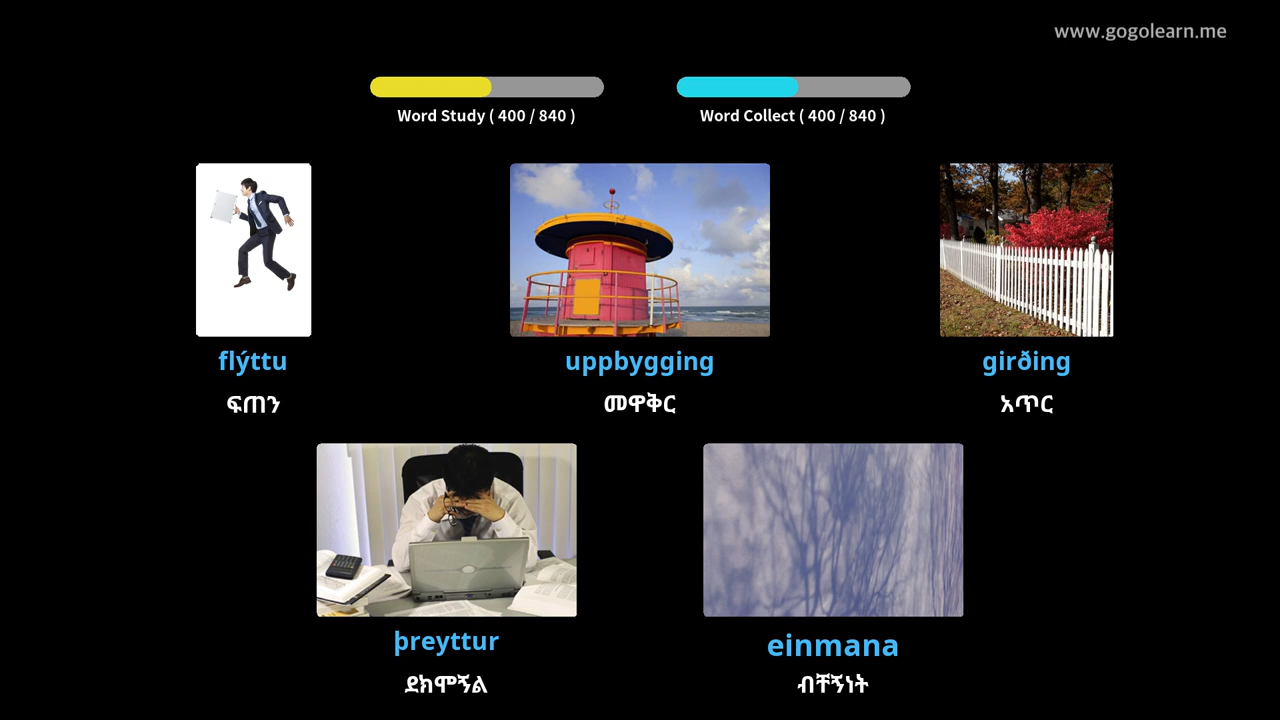 www.gogolearn.me
Word Study ( 400 / 840 )
Word Collect ( 400 / 840 )
flýttu
uppbygging
girðing
ፍጠን
መዋቅር
አጥር
þreyttur
einmana
ደክሞኝል
ብቸኝነት